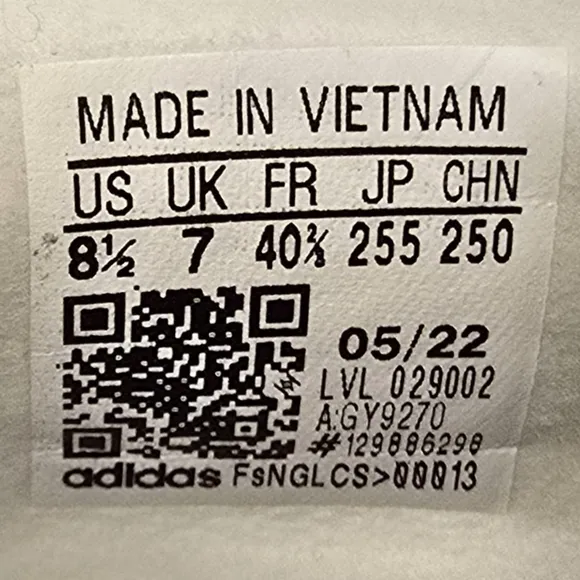 MADE IN VIETNAM
US UK FR JP CHN
8½ 7 40⅔ 255 250
05/22
LVL 029002
A:GY9270
#129886298
adidas FsNGLCS>00013